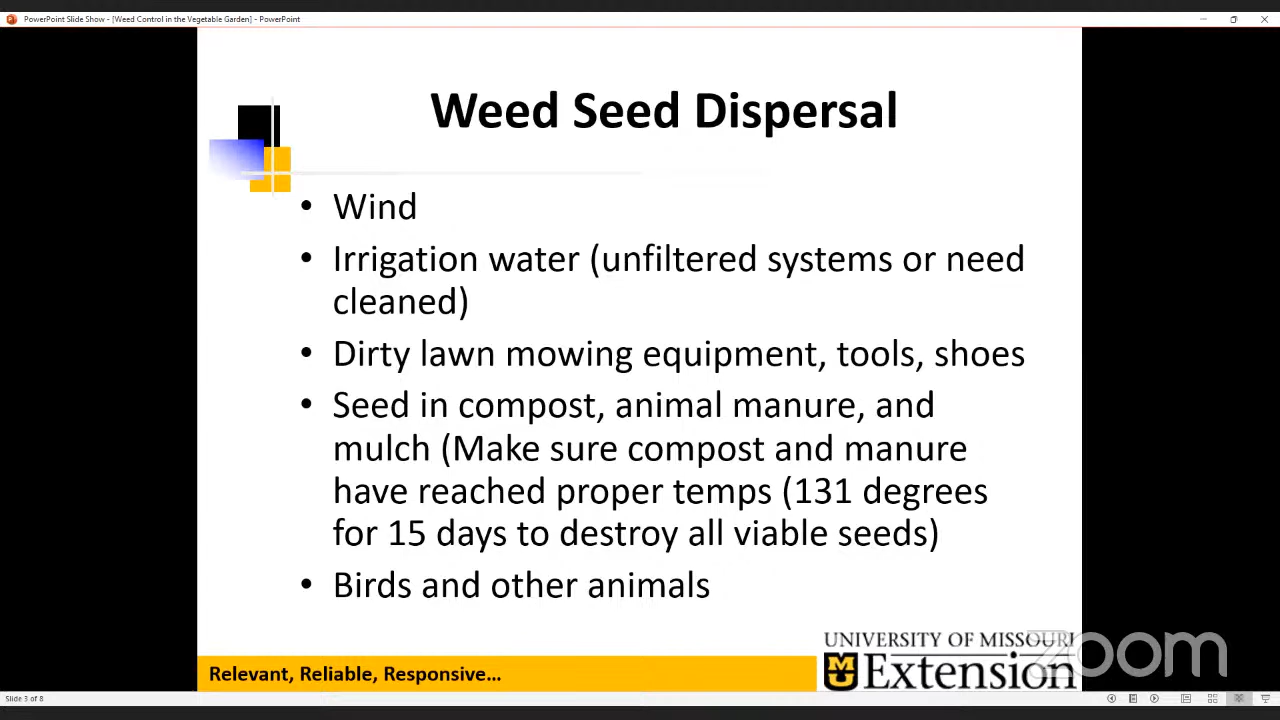 PowerPoint Slide Show - [Weed Control in the Vegetable Garden] - PowerPoint
Weed Seed Dispersal
• Wind
• Irrigation water (unfiltered systems or need
cleaned)
• Dirty lawn mowing equipment, tools, shoes
• Seed in compost, animal manure, and
mulch (Make sure compost and manure
have reached proper temps (131 degrees
for 15 days to destroy all viable seeds)
• Birds and other animals
UNIVERSITY OF MISSOURI
Extension
zoom
Relevant, Reliable, Responsive...
Slide 3 of 8